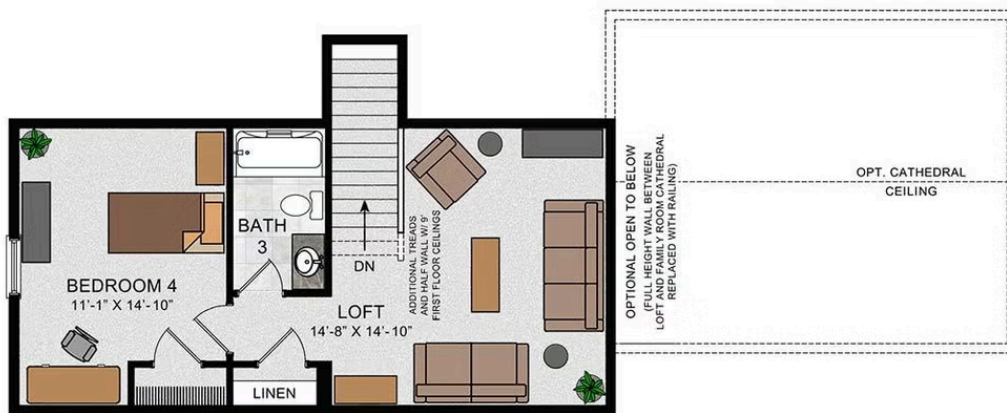 BEDROOM 4
11'-1" X 14'-10"
BATH
3
DN
ADDITIONAL TREADS
AND HALF WALL W/ 9'
FIRST FLOOR CEILINGS
LOFT
14'-8" X 14'-10"
LINEN
OPTIONAL OPEN TO BELOW
(FULL HEIGHT WALL BETWEEN
LOFT AND FAMILY ROOM CATHEDRAL
REPLACED WITH RAILING)
OPT. CATHEDRAL
CEILING